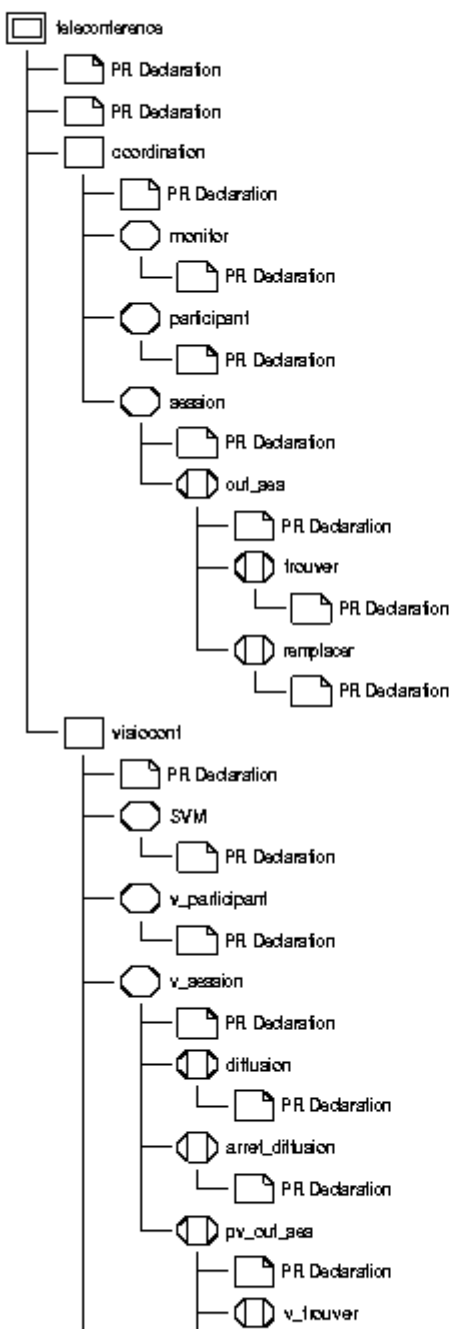 teleconference
PR Declaration
PR Declaration
coordination
PR Declaration
monitor
PR Declaration
participant
PR Declaration
session
PR Declaration
out_ses
PR Declaration
trouver
PR Declaration
remplacer
PR Declaration
visioconf
PR Declaration
SVM
PR Declaration
v_participant
PR Declaration
v_session
PR Declaration
diffusion
PR Declaration
arret_diffusion
PR Declaration
pv_out_ses
PR Declaration
v_trouver